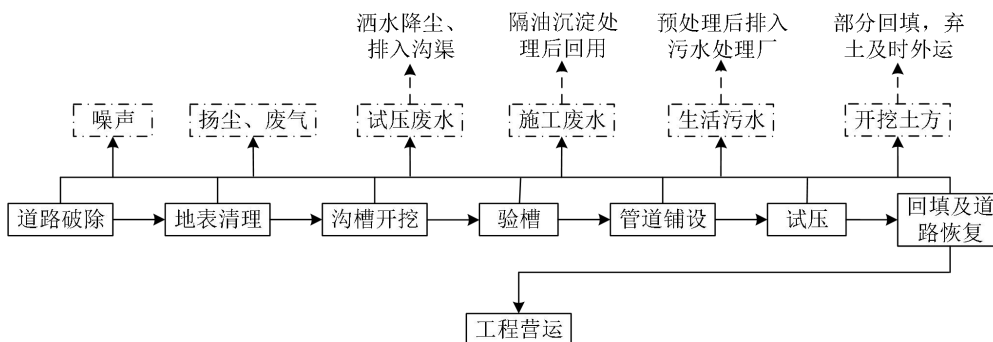 洒水降尘、
排入沟渠
隔油沉淀处
理后回用
预处理后排入
污水处理厂
部分回填，弃
土及时外运
噪声
扬尘、废气
试压废水
施工废水
生活污水
开挖土方
道路破除
地表清理
沟槽开挖
验槽
管道铺设
试压
回填及道
路恢复
工程营运